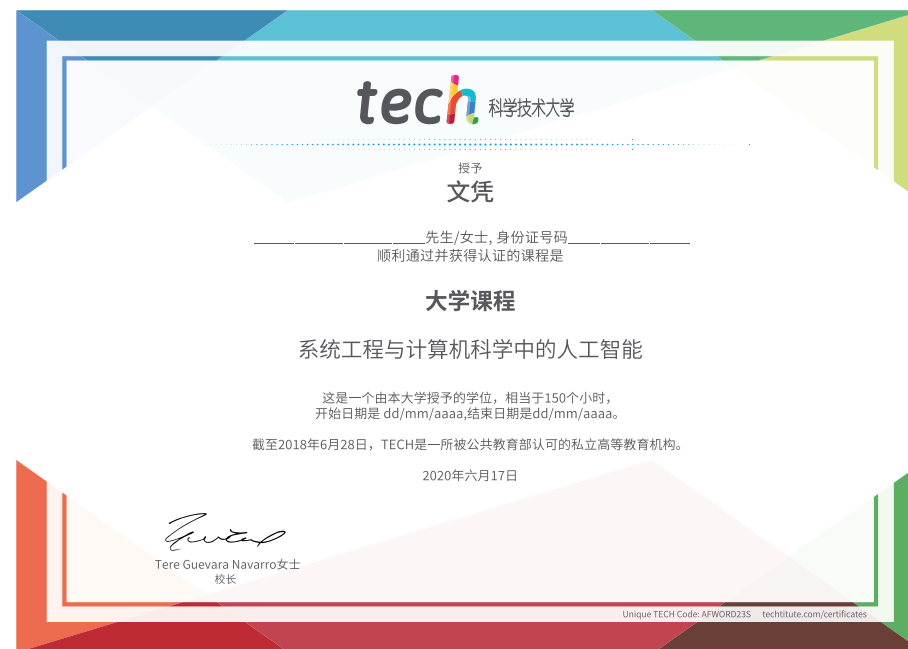 tech 科学技术大学
授予
文凭
先生/女士, 身份证号码
顺利通过并获得认证的课程是
大学课程
系统工程与计算机科学中的人工智能
这是一个由本大学授予的学位，相当于150个小时，
开始日期是 dd/mm/aaaa,结束日期是dd/mm/aaaa。
截至2018年6月28日，TECH是一所被公共教育部认可的私立高等教育机构。
2020年六月17日
Tere Guevara Navarro女士
校长
Unique TECH Code: AFWORD23S techtitute.com/certificates